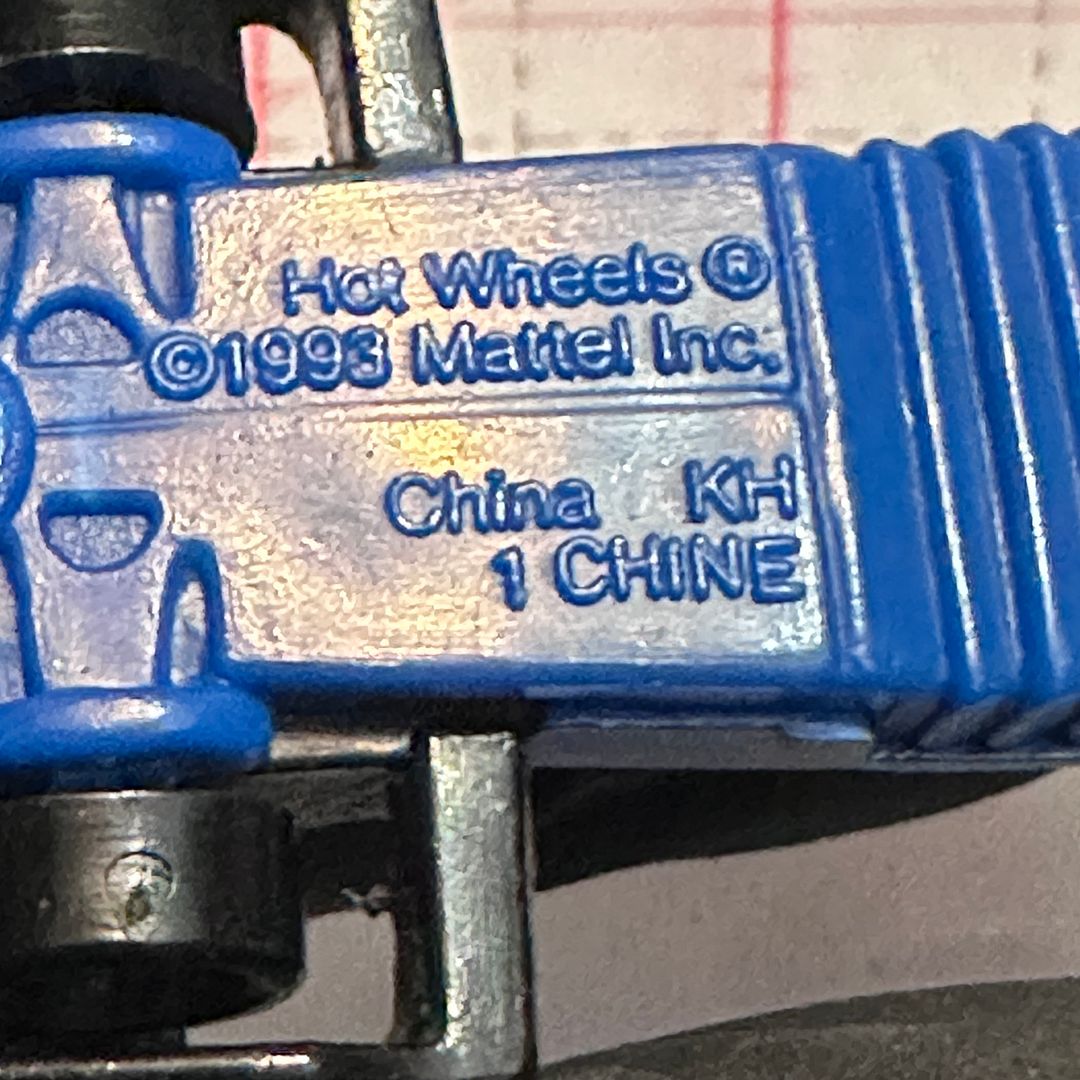 Hot Wheels ®
©1993 Mattel Inc.
China KH
1 CHINE